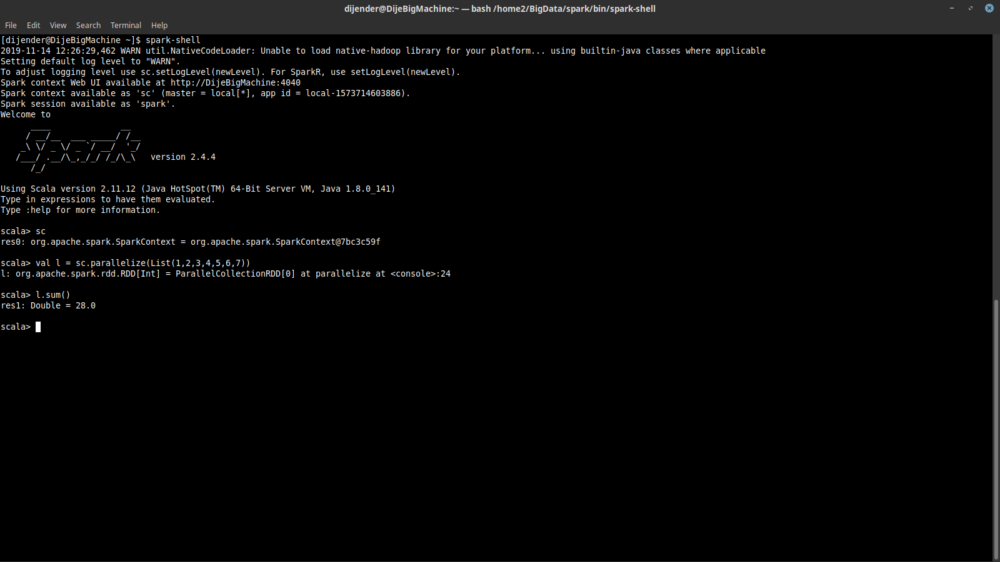 dijender@DijeBigMachine:~ — bash /home2/BigData/spark/bin/spark-shell
File Edit View Search Terminal Help
[dijender@DijeBigMachine ~]$ spark-shell
2019-11-14 12:26:29,462 WARN util.NativeCodeLoader: Unable to load native-hadoop library for your platform... using builtin-java classes where applicable
Setting default log level to "WARN".
To adjust logging level use sc.setLogLevel(newLevel). For SparkR, use setLogLevel(newLevel).
Spark context Web UI available at http://DijeBigMachine:4040
Spark context available as 'sc' (master = local[*], app id = local-1573714603886).
Spark session available as 'spark'.
Welcome to
      ____              __
     / __/__  ___ _____/ /__
    _\ \/ _ \/ _ `/ __/  '_/
   /___/ .__/\_,_/_/ /_/\_\   version 2.4.4
      /_/
Using Scala version 2.11.12 (Java HotSpot(TM) 64-Bit Server VM, Java 1.8.0_141)
Type in expressions to have them evaluated.
Type :help for more information.
scala> sc
res0: org.apache.spark.SparkContext = org.apache.spark.SparkContext@7bc3c59f
scala> val l = sc.parallelize(List(1,2,3,4,5,6,7))
l: org.apache.spark.rdd.RDD[Int] = ParallelCollectionRDD[0] at parallelize at <console>:24
scala> l.sum()
res1: Double = 28.0
scala>